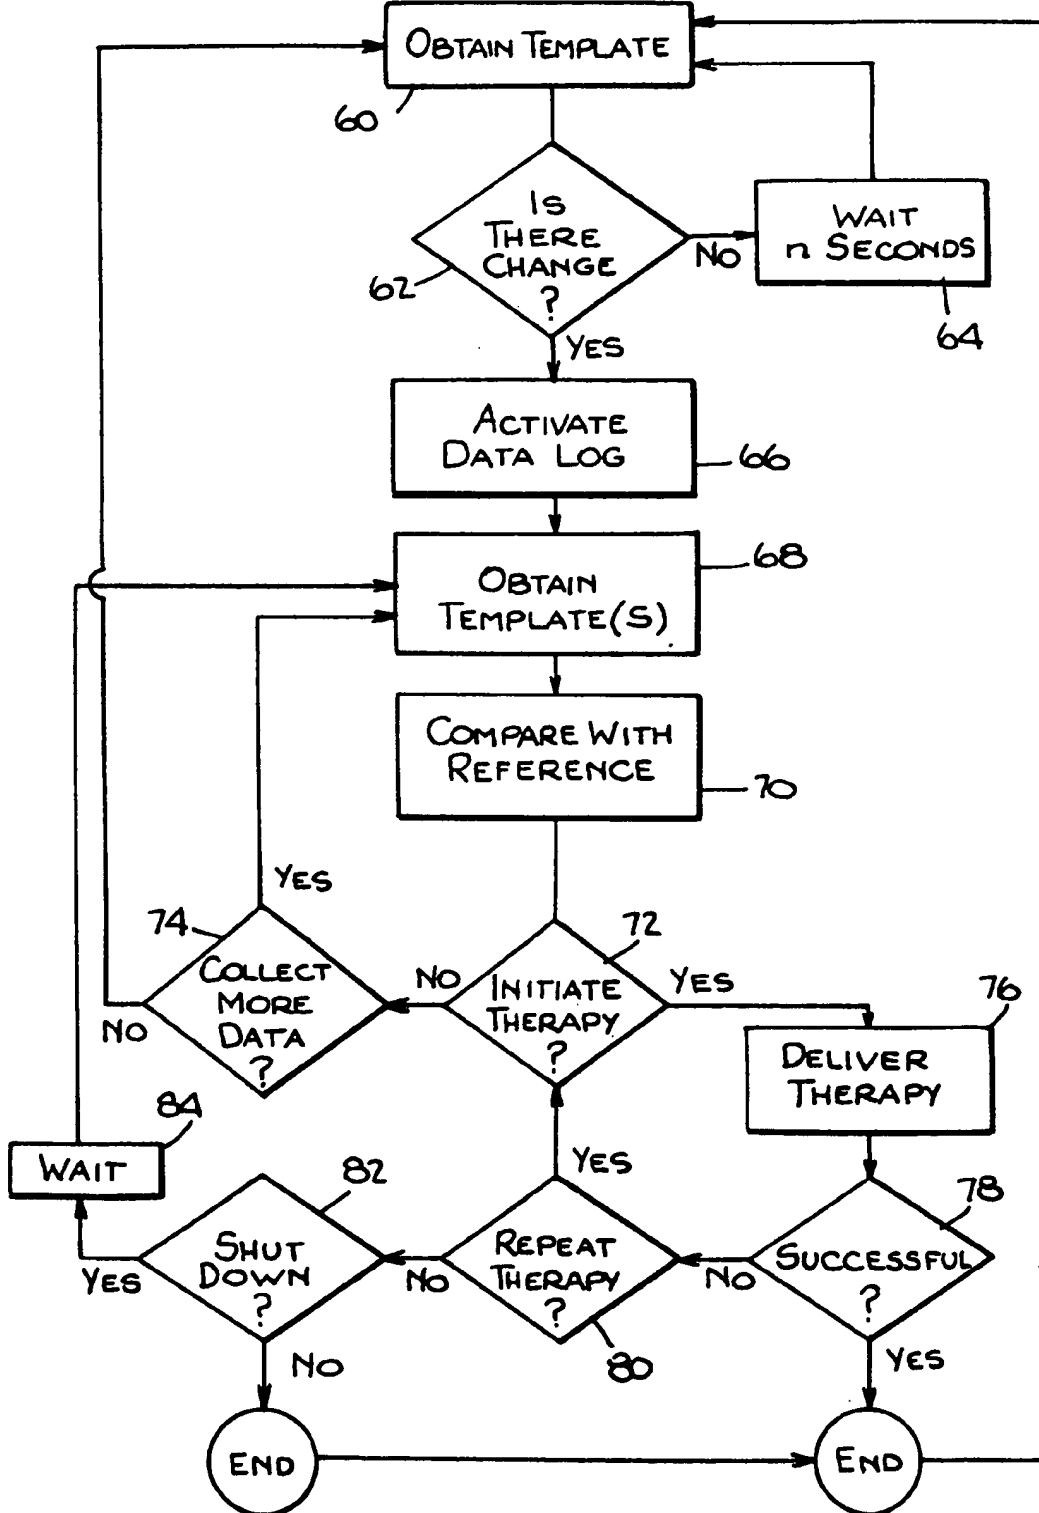 OBTAIN TEMPLATE
60
IS
THERE
CHANGE
?
62
NO
WAIT
n SECONDS
64
YES
ACTIVATE
DATA LOG
66
OBTAIN
TEMPLATE(S)
68
COMPARE WITH
REFERENCE
70
YES
74
COLLECT
MORE
DATA
?
NO
NO
72
INITIATE
THERAPY
?
YES
76
DELIVER
THERAPY
84
WAIT
YES
82
SHUT
DOWN
?
YES
NO
REPEAT
THERAPY
?
80
NO
78
SUCCESSFUL
?
NO
YES
END
END